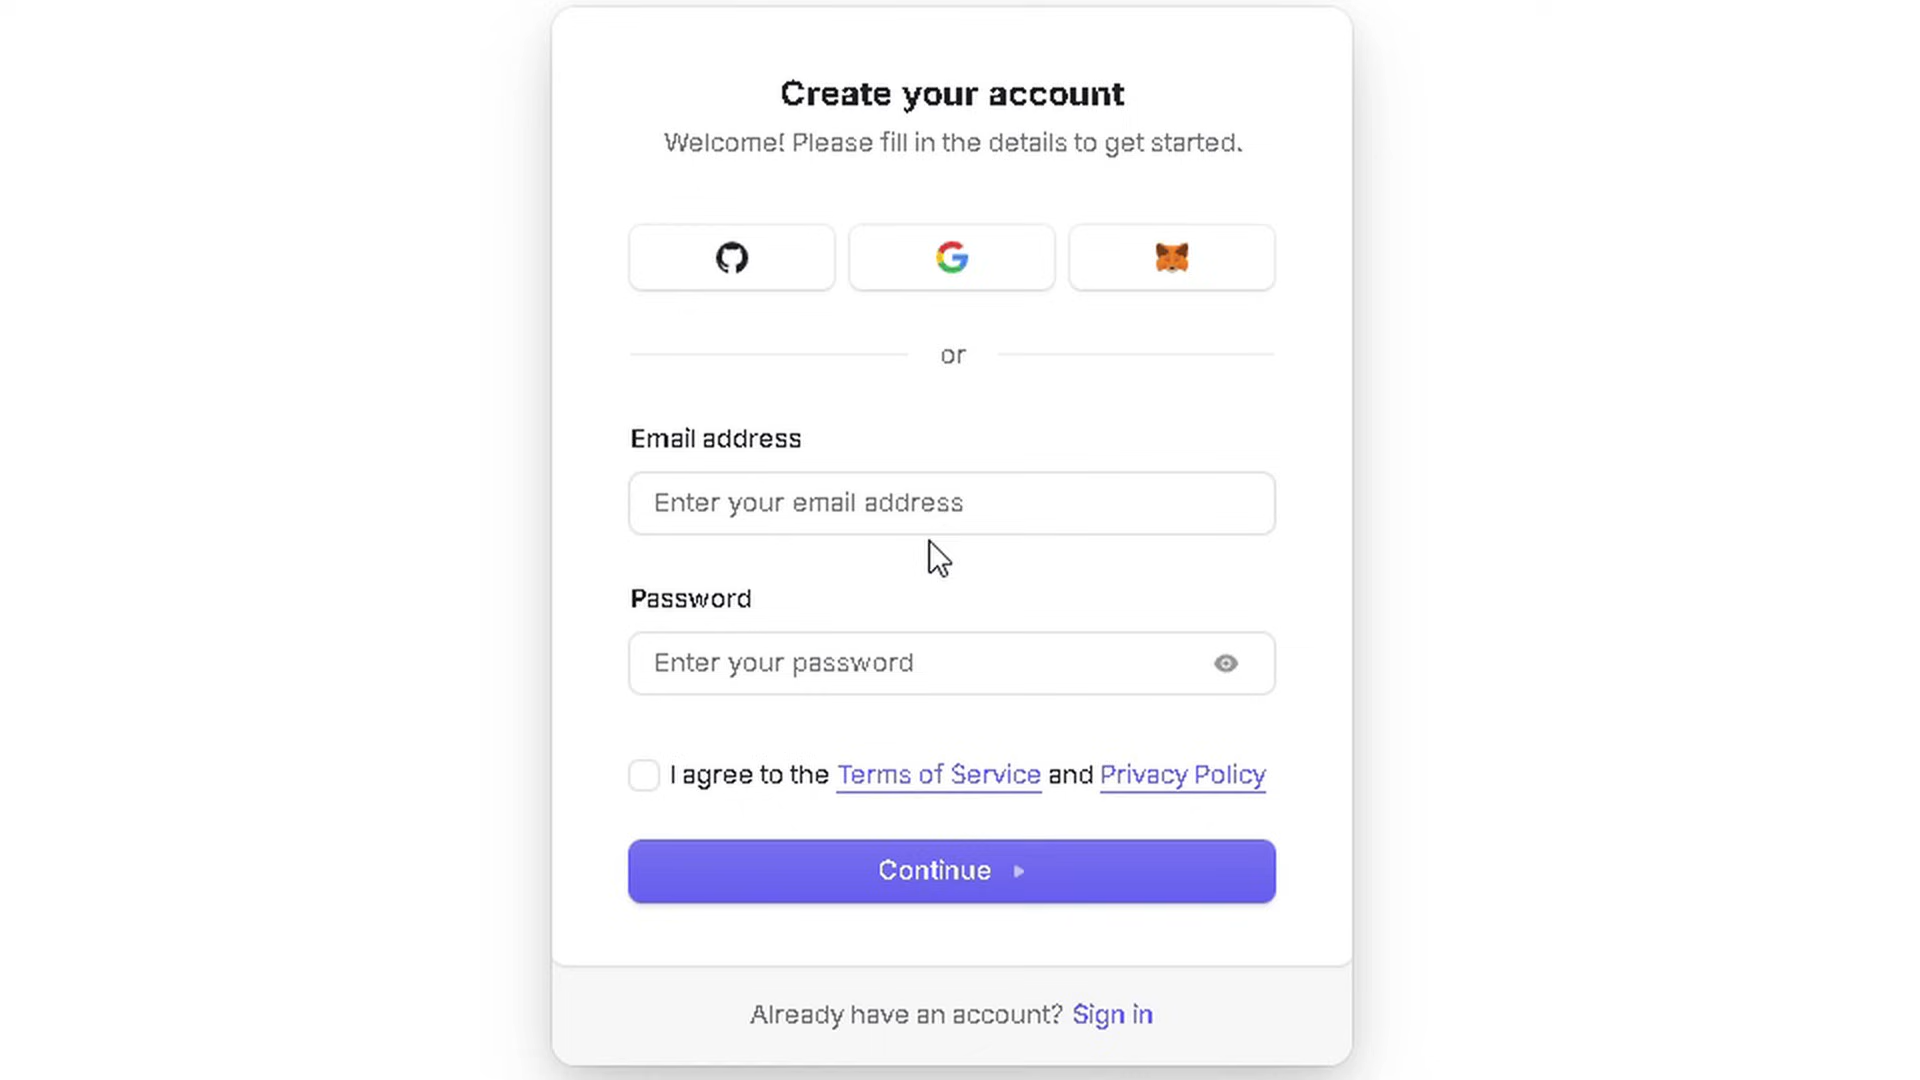 Create your account
Welcome! Please fill in the details to get started.
or
Email address
Enter your email address
Password
Enter your password
I agree to the Terms of Service and Privacy Policy
Continue
Already have an account? Sign in